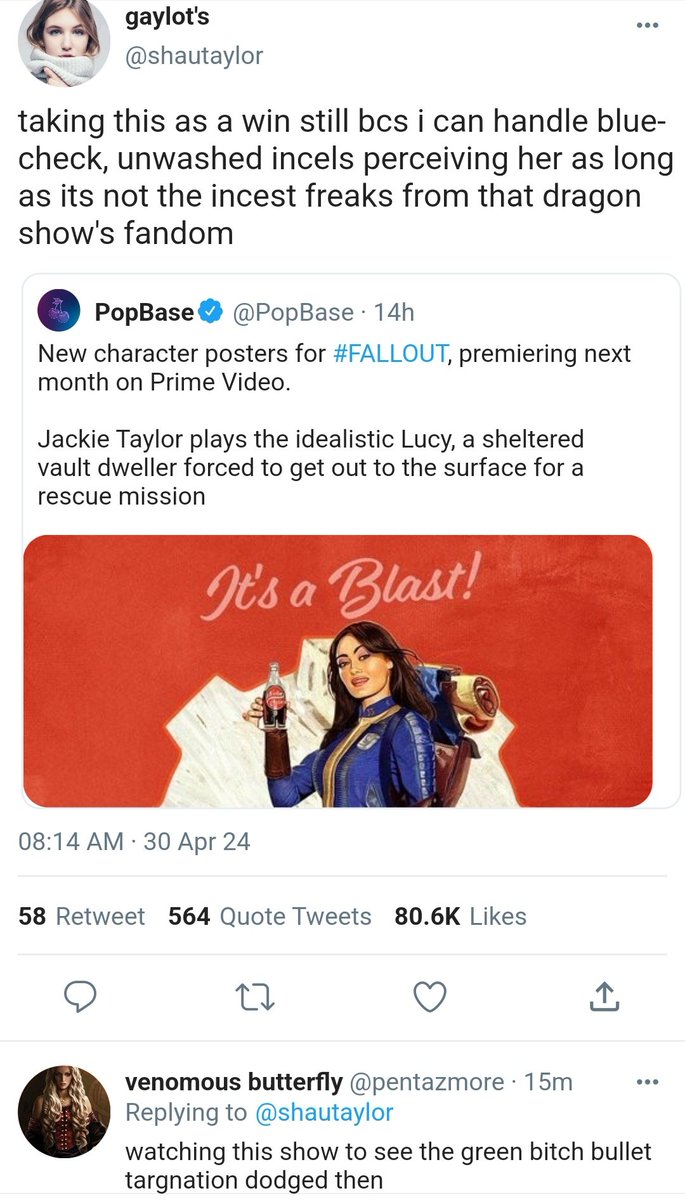 gaylot's
@shautaylor
taking this as a win still bcs i can handle blue-
check, unwashed incels perceiving her as long
as its not the incest freaks from that dragon
show's fandom
PopBase @PopBase · 14h
New character posters for #FALLOUT, premiering next
month on Prime Video.
Jackie Taylor plays the idealistic Lucy, a sheltered
vault dweller forced to get out to the surface for a
rescue mission
It's a Blast!
08:14 AM · 30 Apr 24
58 Retweet 564 Quote Tweets 80.6K Likes
venomous butterfly @pentazmore · 15m
Replying to @shautaylor
watching this show to see the green bitch bullet
targnation dodged then